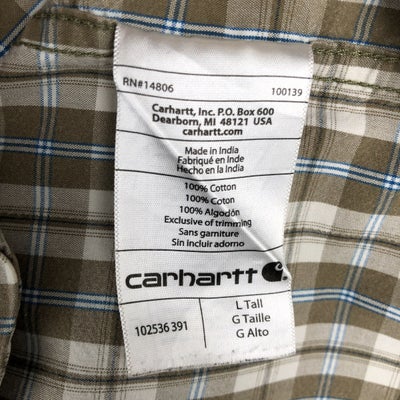 RN#14806 100139
Carhartt, Inc. P.O. Box 600
Dearborn, MI 48121 USA
carhartt.com
Made in India
Fabriqué en Inde
Hecho en la India
100% Cotton
100% Cotone
100% Algodón
Exclusive of trimming
Sans garniture
Sin incluir adorno
carhartt
102536 391
L Tall
G Taille
G Alto